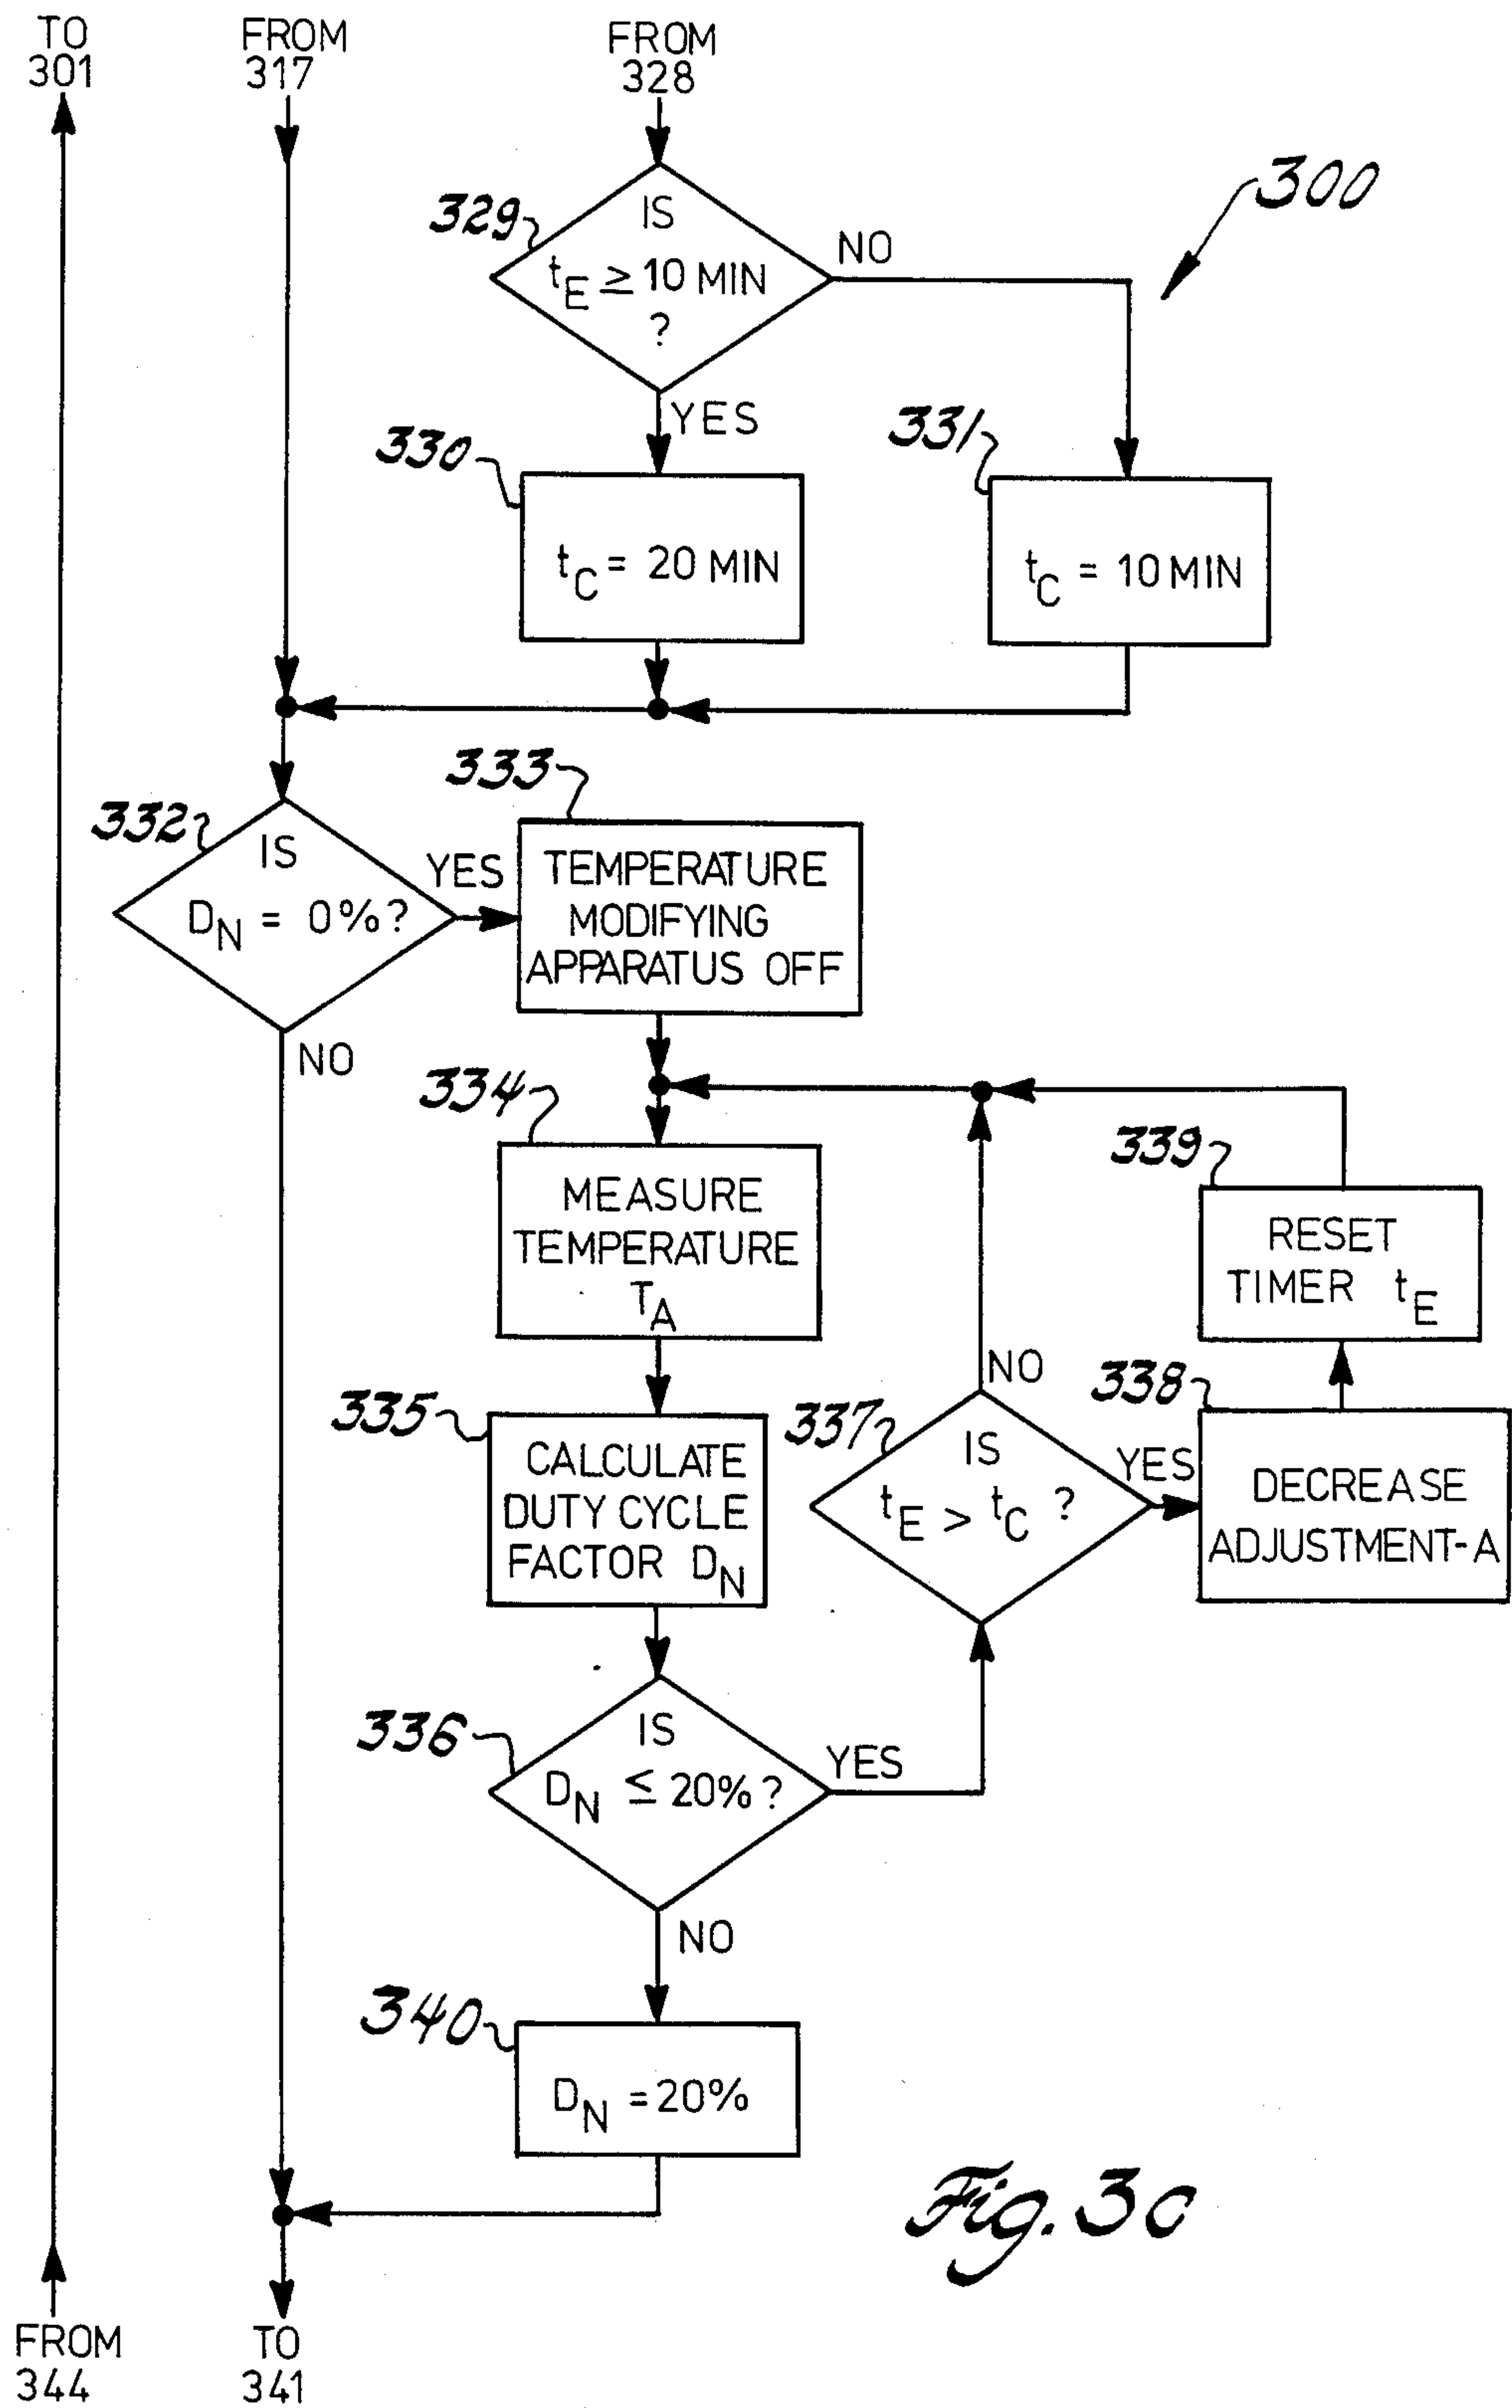 TO
301
FROM
317
FROM
328
300
329
IS
tE ≥ 10 MIN
?
NO
YES
330
tC = 20 MIN
331
tC = 10 MIN
332
IS
DN = 0%?
YES
NO
333
TEMPERATURE
MODIFYING
APPARATUS OFF
334
MEASURE
TEMPERATURE
TA
339
RESET
TIMER tE
335
CALCULATE
DUTY CYCLE
FACTOR DN
337
IS
tE > tC ?
NO
YES
338
DECREASE
ADJUSTMENT-A
336
IS
DN ≤ 20%?
YES
NO
340
DN = 20%
Fig. 3c
FROM
344
TO
341